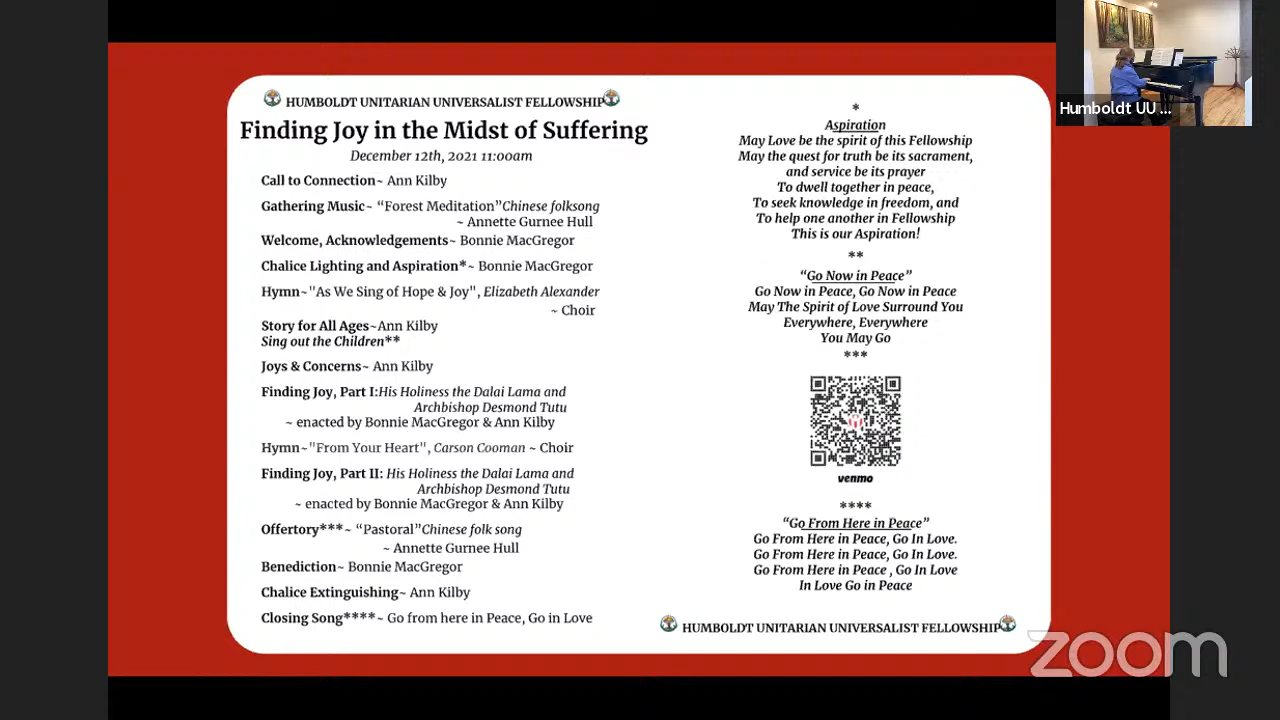 HUMBOLDT UNITARIAN UNIVERSALIST FELLOWSHIP
Finding Joy in the Midst of Suffering
December 12th, 2021 11:00am
Call to Connection~ Ann Kilby
Gathering Music~ “Forest Meditation”Chinese folksong
~ Annette Gurnee Hull
Welcome, Acknowledgements~ Bonnie MacGregor
Chalice Lighting and Aspiration*~ Bonnie MacGregor
Hymn~"As We Sing of Hope & Joy", Elizabeth Alexander
~ Choir
Story for All Ages~Ann Kilby
Sing out the Children**
Joys & Concerns~ Ann Kilby
Finding Joy, Part I:His Holiness the Dalai Lama and
Archbishop Desmond Tutu
~ enacted by Bonnie MacGregor & Ann Kilby
Hymn~"From Your Heart", Carson Cooman ~ Choir
Finding Joy, Part II: His Holiness the Dalai Lama and
Archbishop Desmond Tutu
~ enacted by Bonnie MacGregor & Ann Kilby
Offertory***~ “Pastoral”Chinese folk song
~ Annette Gurnee Hull
Benediction~ Bonnie MacGregor
Chalice Extinguishing~ Ann Kilby
Closing Song****~ Go from here in Peace, Go in Love
*
Aspiration
May Love be the spirit of this Fellowship
May the quest for truth be its sacrament,
and service be its prayer
To dwell together in peace,
To seek knowledge in freedom, and
To help one another in Fellowship
This is our Aspiration!
**
“Go Now in Peace”
Go Now in Peace, Go Now in Peace
May The Spirit of Love Surround You
Everywhere, Everywhere
You May Go
***
venmo
****
“Go From Here in Peace”
Go From Here in Peace, Go In Love.
Go From Here in Peace, Go In Love.
Go From Here in Peace , Go In Love
In Love Go in Peace
HUMBOLDT UNITARIAN UNIVERSALIST FELLOWSHIP
Humboldt UU ...
zoom